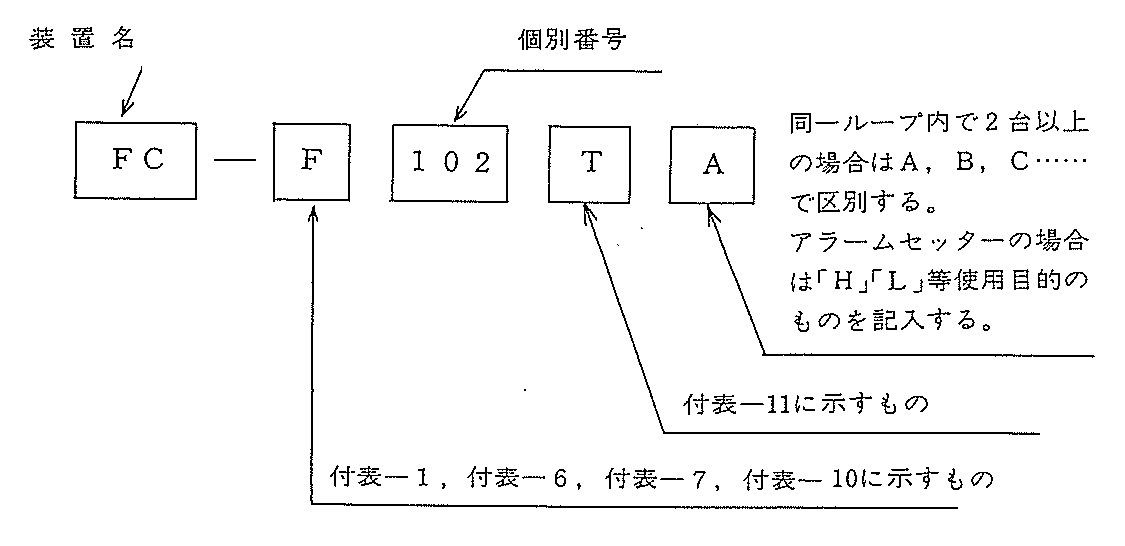 装置名
個別番号
FC — F 102 T A
同一ループ内で2台以上
の場合はA, B, C……
で区別する。
アラームセッターの場合
は「H」「L」等使用目的の
ものを記入する。
付表—11に示すもの
付表—1, 付表—6, 付表—7, 付表—10に示すもの